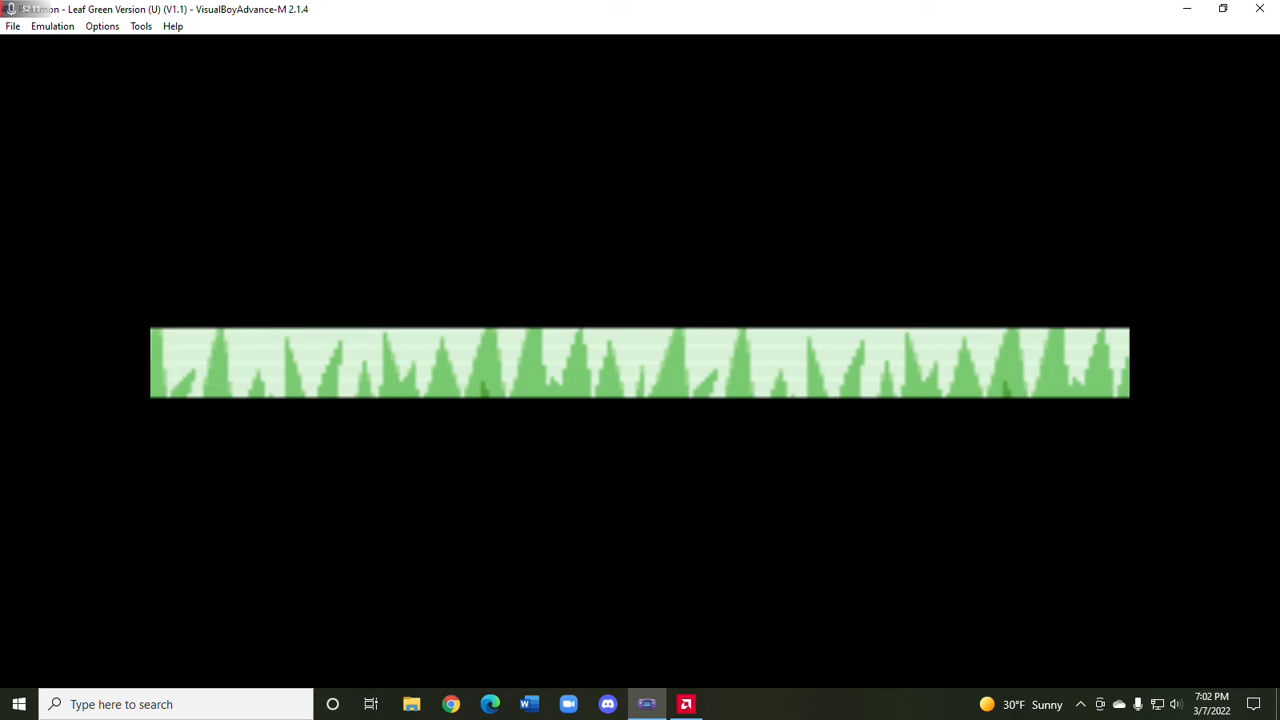 mon - Leaf Green Version (U) (V1.1) - VisualBoyAdvance-M 2.1.4
File Emulation Options Tools Help
Type here to search
30°F Sunny
7:02 PM
3/7/2022